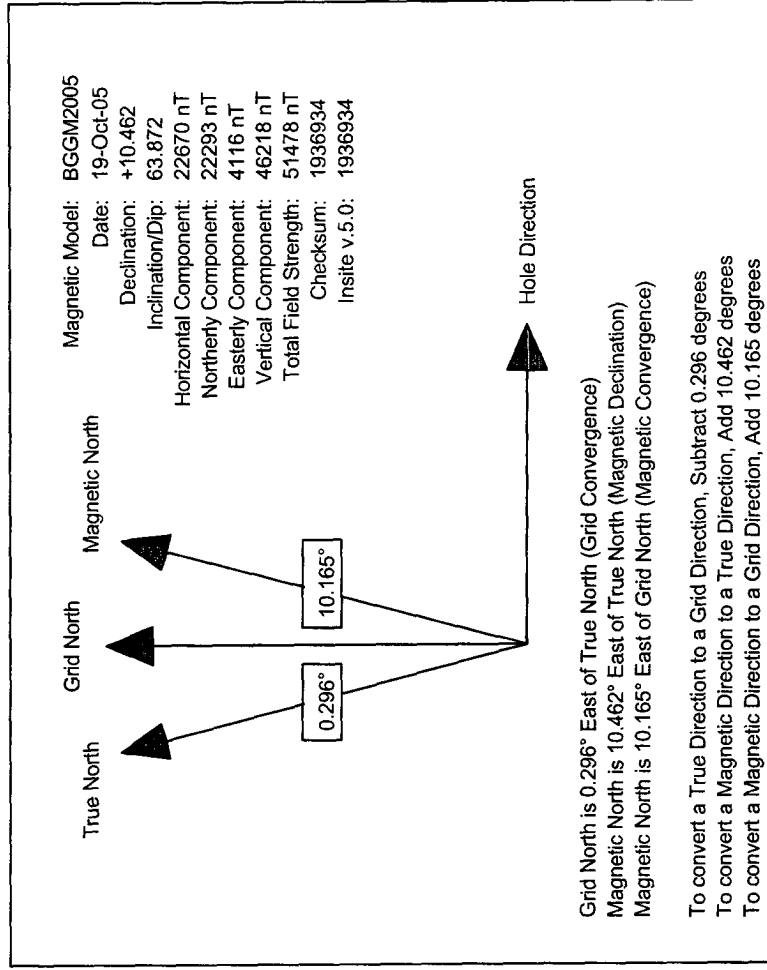 True North
Grid North
Magnetic North
Magnetic Model: BGGM2005
Date: 19-Oct-05
Declination: +10.462
Inclination/Dip: 63.872
Horizontal Component: 22670 nT
Northerly Component: 22293 nT
Easterly Component: 4116 nT
Vertical Component: 46218 nT
Total Field Strength: 51478 nT
Checksum: 1936934
Insite v.5.0: 1936934
0.296°
10.165°
Hole Direction
Grid North is 0.296° East of True North (Grid Convergence)
Magnetic North is 10.462° East of True North (Magnetic Declination)
Magnetic North is 10.165° East of Grid North (Magnetic Convergence)
To convert a True Direction to a Grid Direction, Subtract 0.296 degrees
To convert a Magnetic Direction to a True Direction, Add 10.462 degrees
To convert a Magnetic Direction to a Grid Direction, Add 10.165 degrees